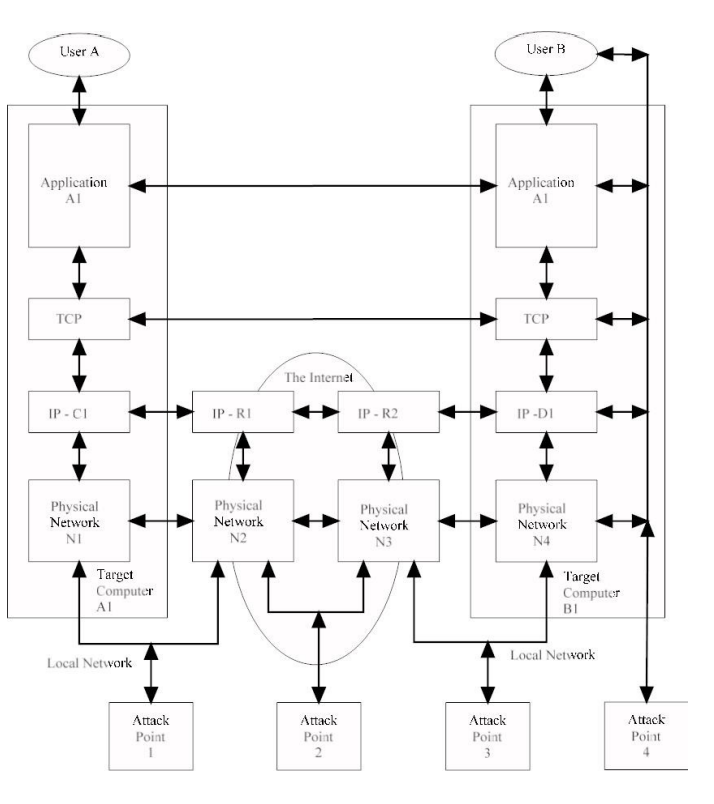 User A
User B
Application
A1
Application
A1
TCP
TCP
The Internet
IP - C1
IP - R1
IP - R2
IP -D1
Physical
Network
N1
Physical
Network
N2
Physical
Network
N3
Physical
Network
N4
Target
Computer
A1
Target
Computer
B1
Local Network
Local Network
Attack
Point
1
Attack
Point
2
Attack
Point
3
Attack
Point
4